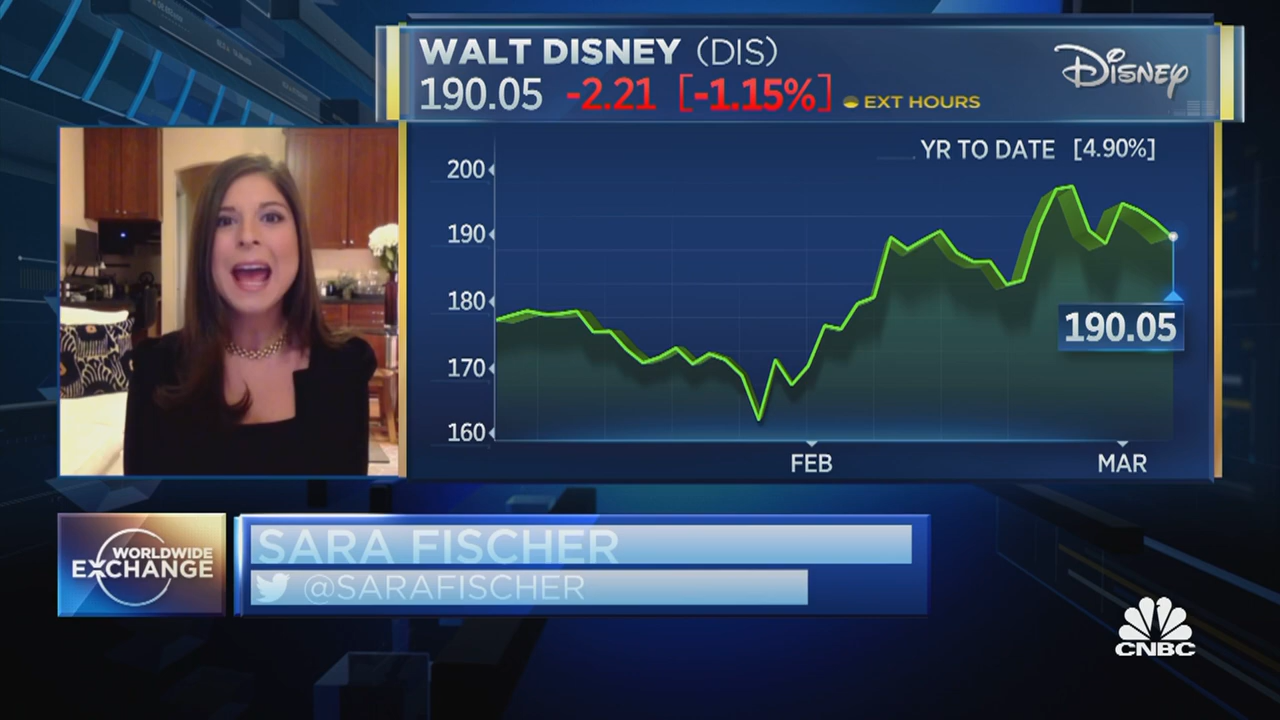 WALT DISNEY (DIS)
190.05 -2.21 [-1.15%] EXT HOURS
DISNEY
YR TO DATE [4.90%]
200
190
180
170
160
190.05
FEB
MAR
WORLDWIDE
EXCHANGE
SARA FISCHER
@SARAFISCHER
CNBC